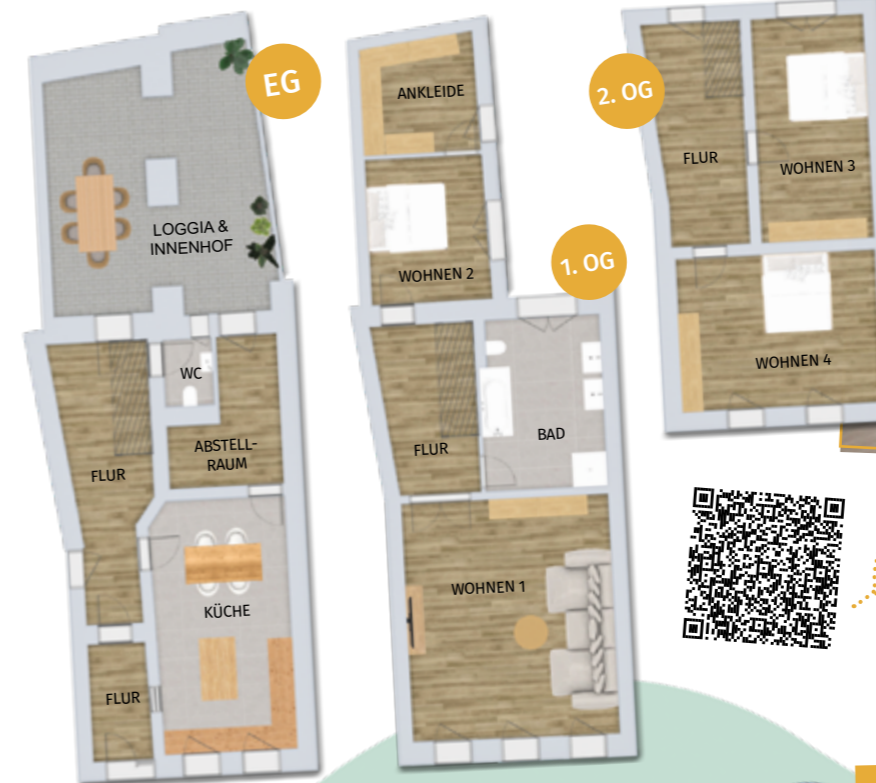 EG
LOGGIA &
INNENHOF
WC
ABSTELL-
RAUM
FLUR
KÜCHE
FLUR
1. OG
ANKLEIDE
WOHNEN 2
FLUR
BAD
WOHNEN 1
2. OG
FLUR
WOHNEN 3
WOHNEN 4